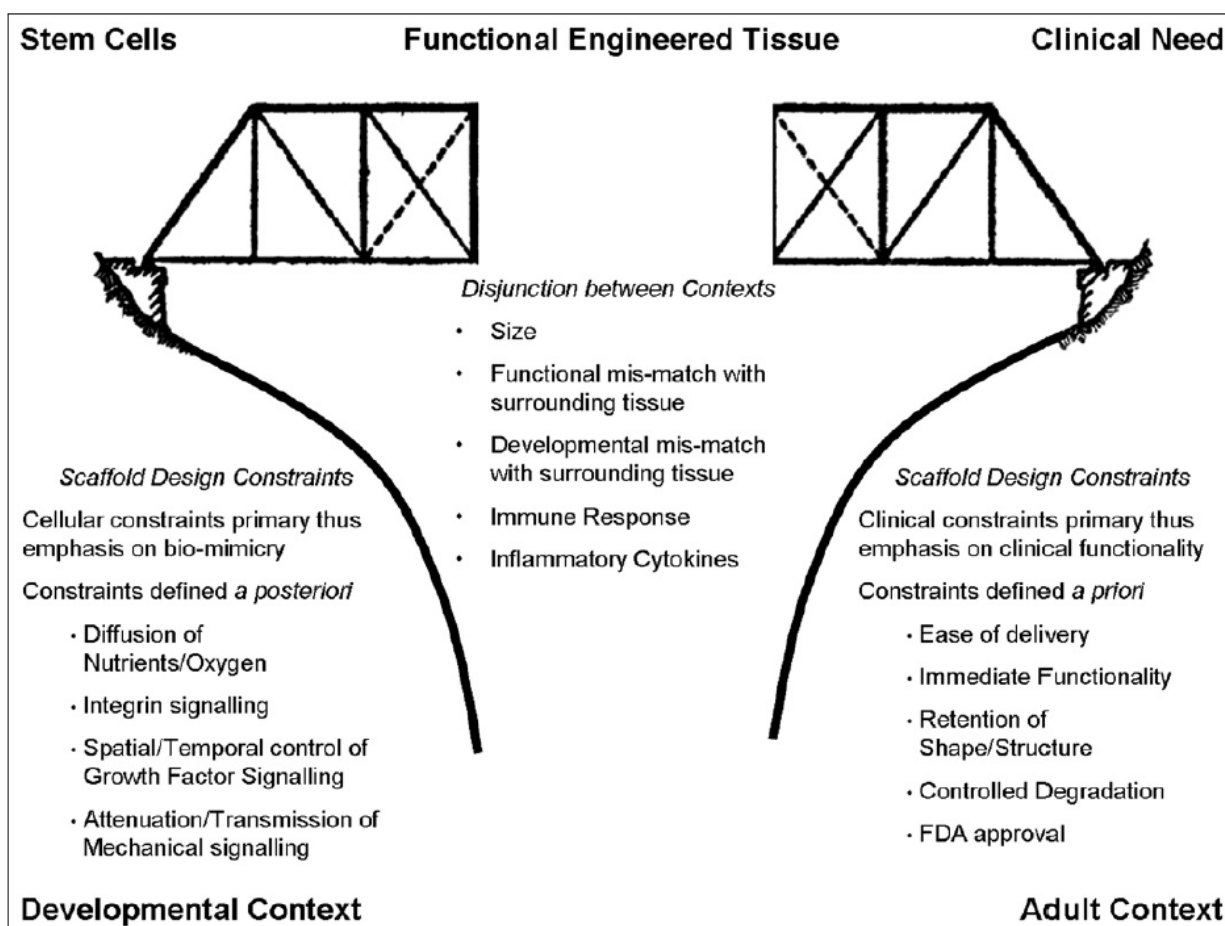 Stem Cells
Functional Engineered Tissue
Clinical Need
Disjunction between Contexts
· Size
· Functional mis-match with
surrounding tissue
· Developmental mis-match
with surrounding tissue
· Immune Response
· Inflammatory Cytokines
Scaffold Design Constraints
Cellular constraints primary thus
emphasis on bio-mimicry
Constraints defined a posteriori
· Diffusion of
Nutrients/Oxygen
· Integrin signalling
· Spatial/Temporal control of
Growth Factor Signalling
· Attenuation/Transmission of
Mechanical signalling
Scaffold Design Constraints
Clinical constraints primary thus
emphasis on clinical functionality
Constraints defined a priori
· Ease of delivery
· Immediate Functionality
· Retention of
Shape/Structure
· Controlled Degradation
· FDA approval
Developmental Context
Adult Context